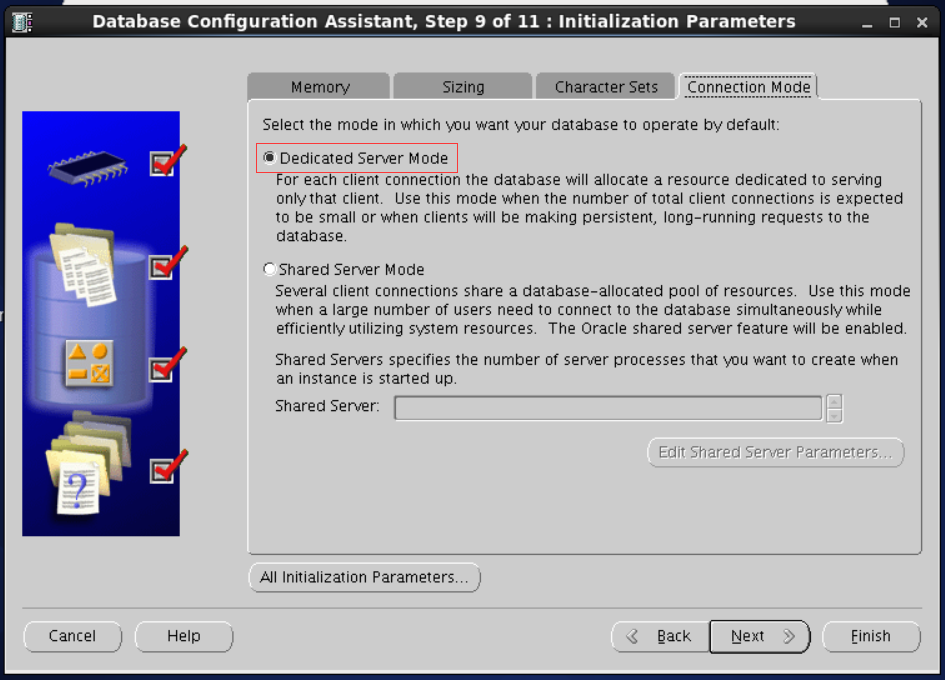 Database Configuration Assistant, Step 9 of 11 : Initialization Parameters
Memory
Sizing
Character Sets
Connection Mode
Select the mode in which you want your database to operate by default:
Dedicated Server Mode
For each client connection the database will allocate a resource dedicated to serving
only that client.  Use this mode when the number of total client connections is expected
to be small or when clients will be making persistent, long-running requests to the
database.
Shared Server Mode
Several client connections share a database-allocated pool of resources.  Use this mode
when a large number of users need to connect to the database simultaneously while
efficiently utilizing system resources.  The Oracle shared server feature will be enabled.
Shared Servers specifies the number of server processes that you want to create when
an instance is started up.
Shared Server:
Edit Shared Server Parameters...
?
All Initialization Parameters...
Cancel
Help
Back
Next
Finish